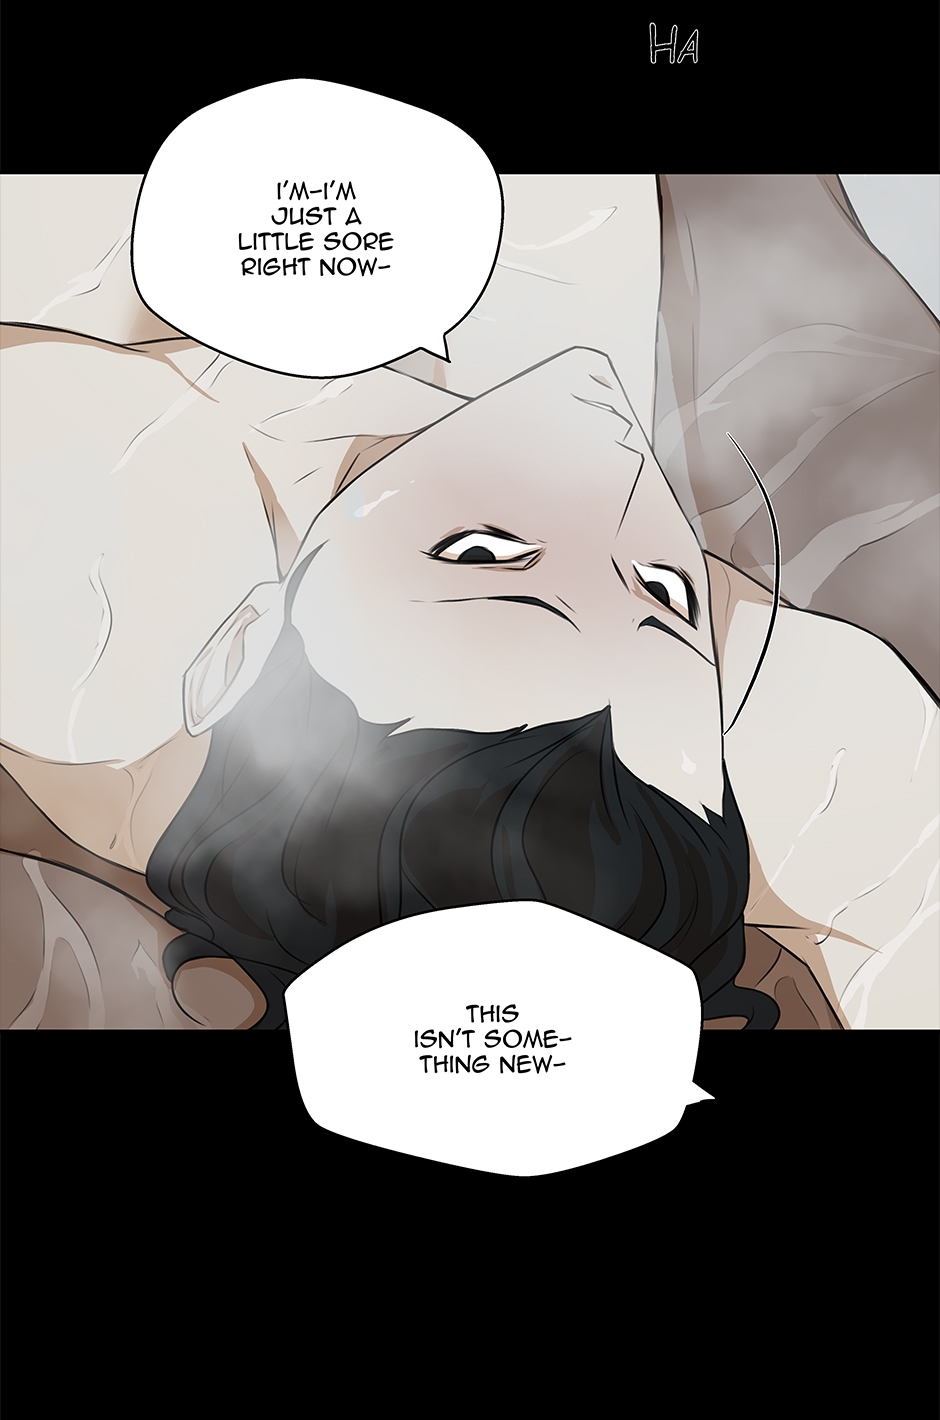 HA
I'M-I'M
JUST A
LITTLE SORE
RIGHT NOW-
THIS
ISN'T SOME-
THING NEW-